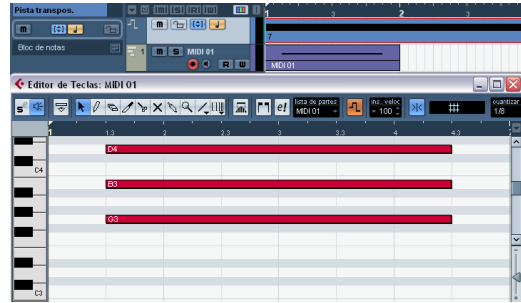 Pista transpos.
m S I R I W
1 2 3
m
m
7
Bloc de notas
1 m S MIDI 01
R W
MIDI 01
Editor de Teclas: MIDI 01
S e!
lista de partes
MIDI 01
ins. veloc
100
cuantizar
1/8
1 1.3 2 2.3 3 3.3 4 4.3
D4
C4
B3
G3
C3